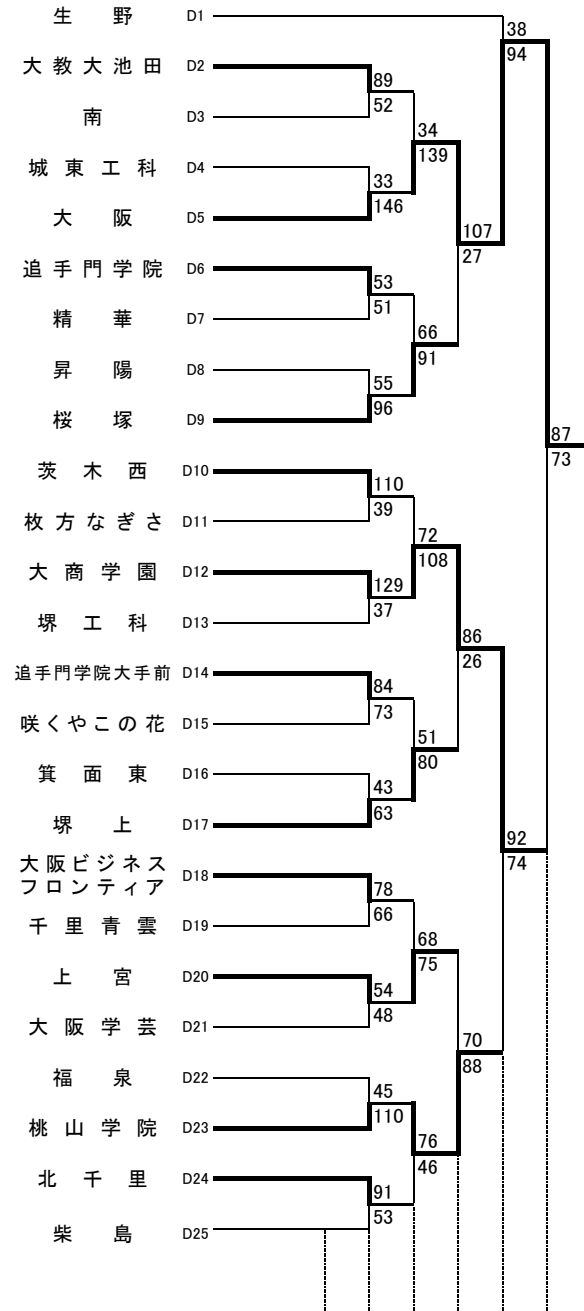 生野 D1
38
94
大教大池田 D2
89
52
南 D3
34
139
城東工科 D4
33
146
大阪 D5
107
27
追手門学院 D6
53
51
精華 D7
66
91
昇陽 D8
55
96
桜塚 D9
87
73
茨木西 D10
110
39
枚方なぎさ D11
72
108
大商学園 D12
129
37
堺工科 D13
86
26
追手門学院大手前 D14
84
73
咲くやこの花 D15
51
80
箕面東 D16
43
63
堺上 D17
92
74
大阪ビジネス
フロンティア D18
78
66
千里青雲 D19
68
75
上宮 D20
54
48
大阪学芸 D21
70
88
福泉 D22
45
110
桃山学院 D23
76
46
北千里 D24
91
53
柴島 D25